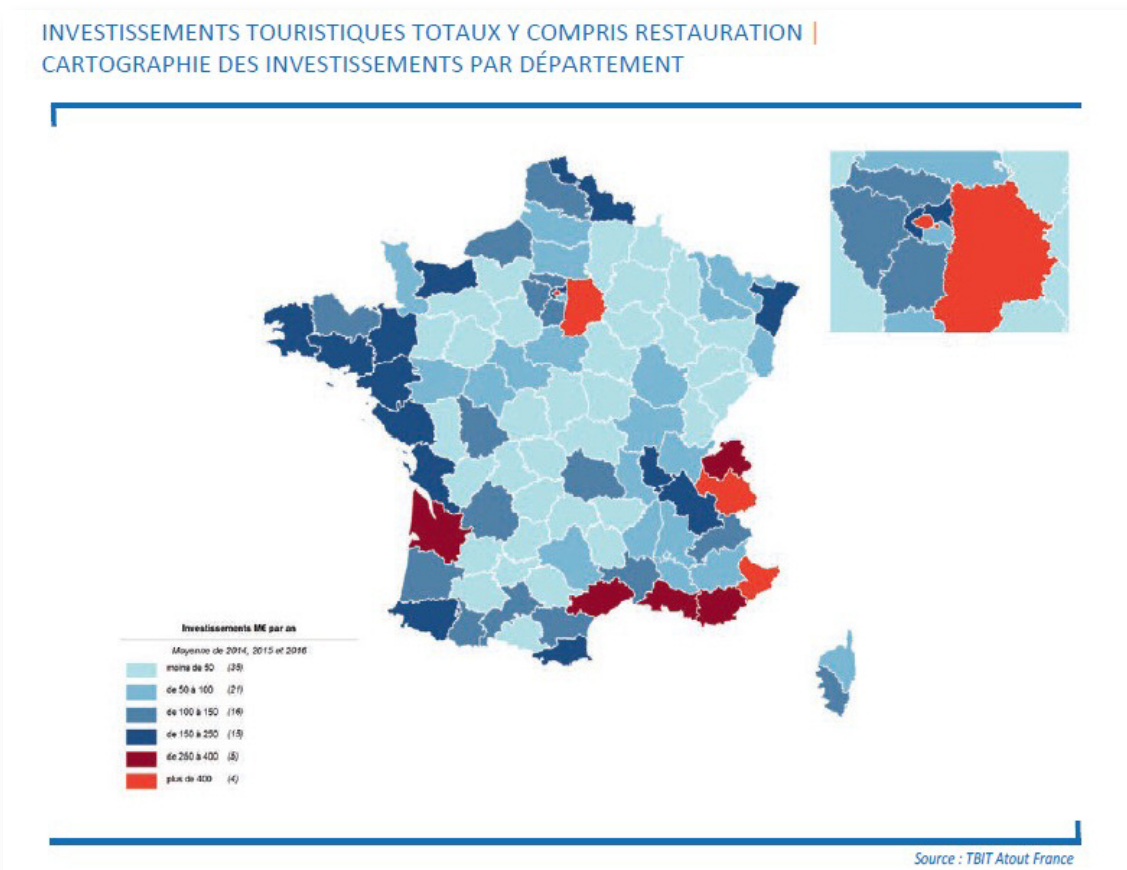 INVESTISSEMENTS TOURISTIQUES TOTAUX Y COMPRIS RESTAURATION |
CARTOGRAPHIE DES INVESTISSEMENTS PAR DÉPARTEMENT
Investissements M€ par an
Moyenne de 2014, 2015 et 2016
moins de 50 (35)
de 50 à 100 (21)
de 100 à 150 (16)
de 150 à 250 (15)
de 250 à 400 (5)
plus de 400 (4)
Source : TBIT Atout France